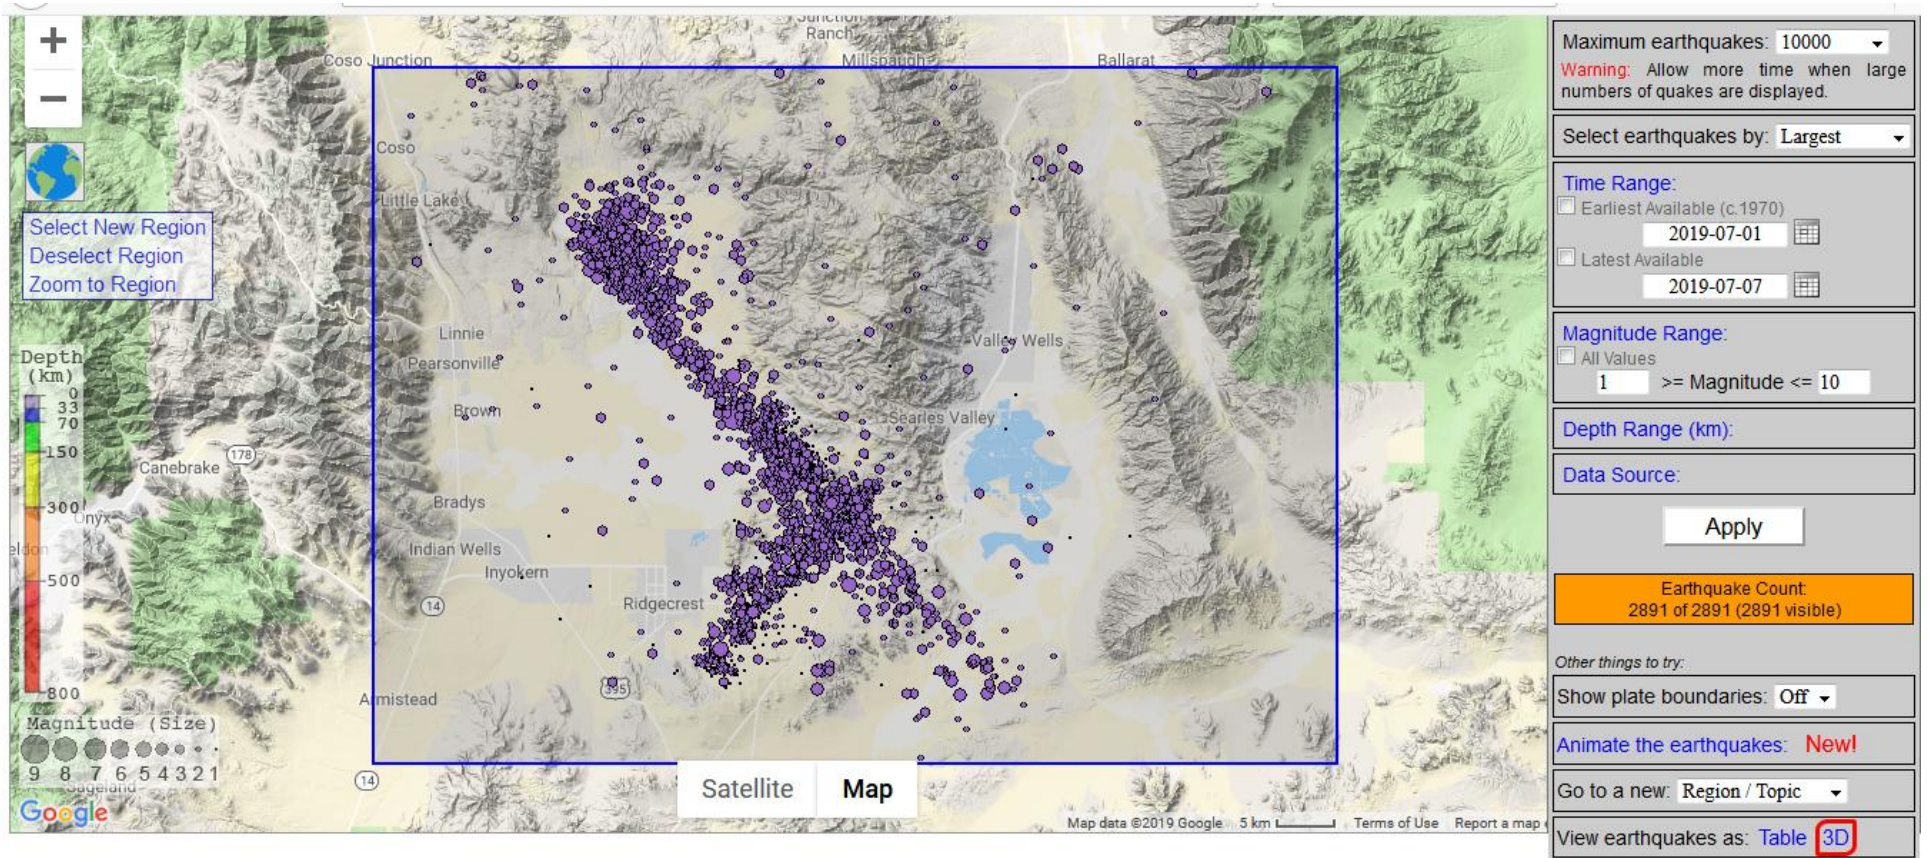 Junction
Ranch
Coso Junction
Millspaugh
Ballarat
+
−
Coso
Little Lake
Select New Region
Deselect Region
Zoom to Region
Linnie
Pearsonville
Valley Wells
Brown
Searles Valley
Depth
(km)
0
33
70
150
300
500
800
178
Canebrake
Onyx
Bradys
Indian Wells
Inyokern
14
Ridgecrest
395
Armistead
Magnitude (Size)
9 8 7 6 5 4 3 2 1
Sageland
14
Google
Satellite
Map
Map data ©2019 Google
5 km
Terms of Use
Report a map
Maximum earthquakes: 10000
Warning: Allow more time when large
numbers of quakes are displayed.
Select earthquakes by: Largest
Time Range:
Earliest Available (c.1970)
2019-07-01
Latest Available
2019-07-07
Magnitude Range:
All Values
1 >= Magnitude <= 10
Depth Range (km):
Data Source:
Apply
Earthquake Count:
2891 of 2891 (2891 visible)
Other things to try:
Show plate boundaries: Off
Animate the earthquakes: New!
Go to a new: Region / Topic
View earthquakes as: Table 3D